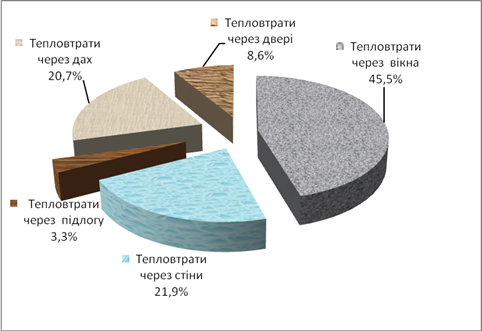 Тепловтрати
через двері
8,6%
Тепловтрати
через вікна
45,5%
Тепловтрати
через дах
20,7%
Тепловтрати
через підлогу
3,3%
Тепловтрати
через стіни
21,9%